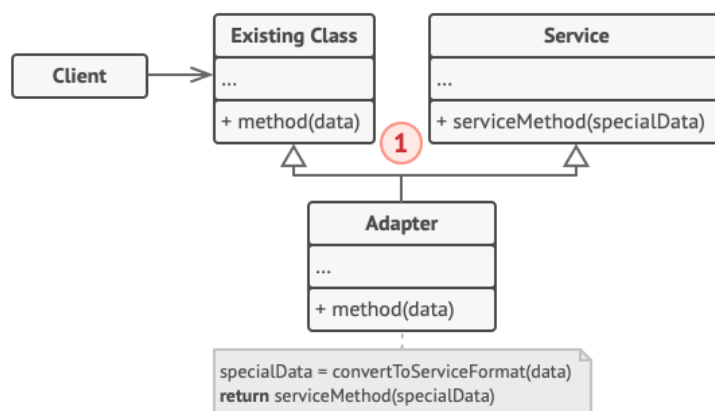 Client
Existing Class
...
+ method(data)
Service
...
+ serviceMethod(specialData)
1
Adapter
...
+ method(data)
specialData = convertToServiceFormat(data)
return serviceMethod(specialData)